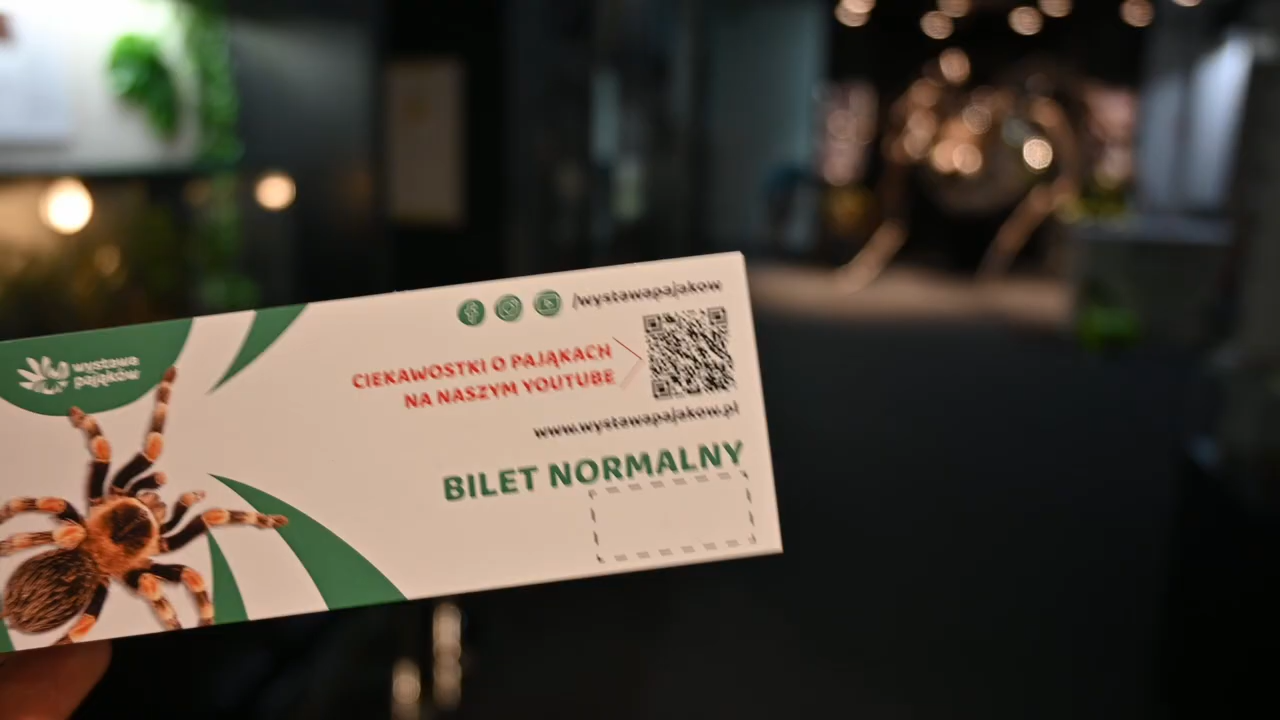 /wystawapajakow
CIEKAWOSTKI O PAJĄKACH
NA NASZYM YOUTUBE
www.wystawapajakow.pl
BILET NORMALNY
wystawa
pająków